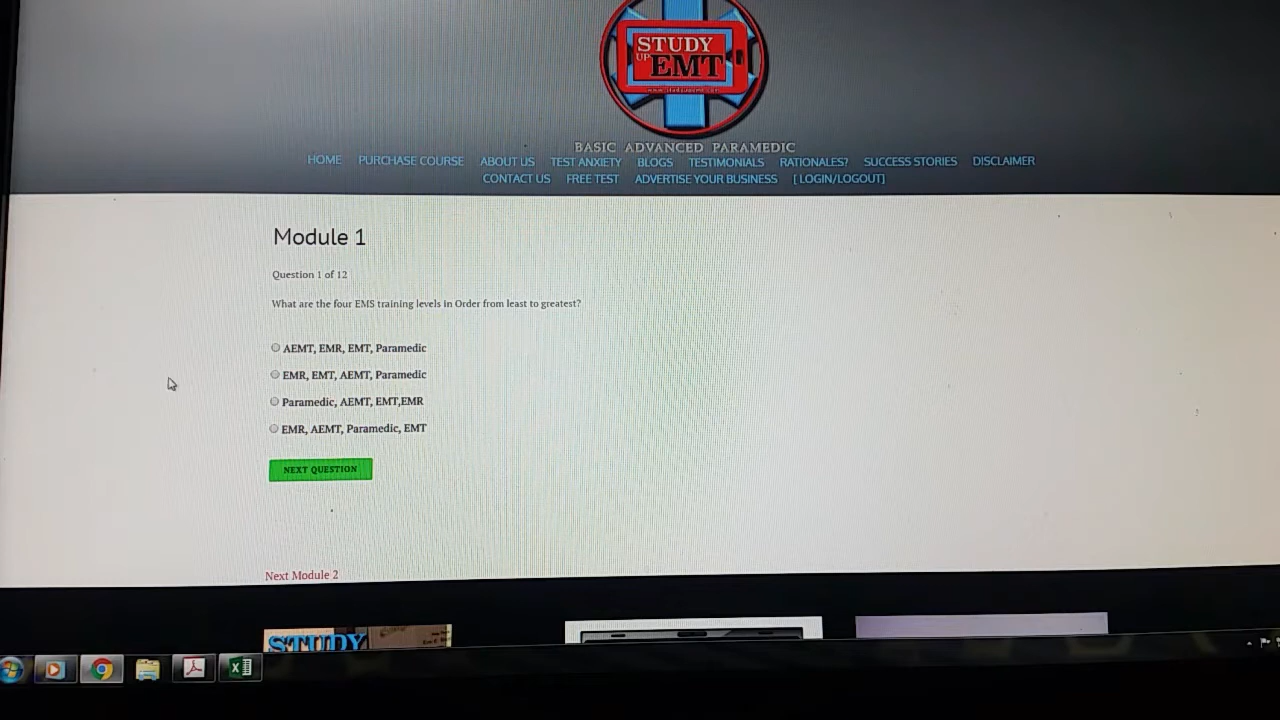 STUDY
UP EMT
www.studyupemt.com
BASIC ADVANCED PARAMEDIC
HOME PURCHASE COURSE ABOUT US TEST ANXIETY BLOGS TESTIMONIALS RATIONALES? SUCCESS STORIES DISCLAIMER
CONTACT US FREE TEST ADVERTISE YOUR BUSINESS [ LOGIN/LOGOUT]
Module 1
Question 1 of 12
What are the four EMS training levels in Order from least to greatest?
AEMT, EMR, EMT, Paramedic
EMR, EMT, AEMT, Paramedic
Paramedic, AEMT, EMT,EMR
EMR, AEMT, Paramedic, EMT
NEXT QUESTION
Next Module 2
STUDY